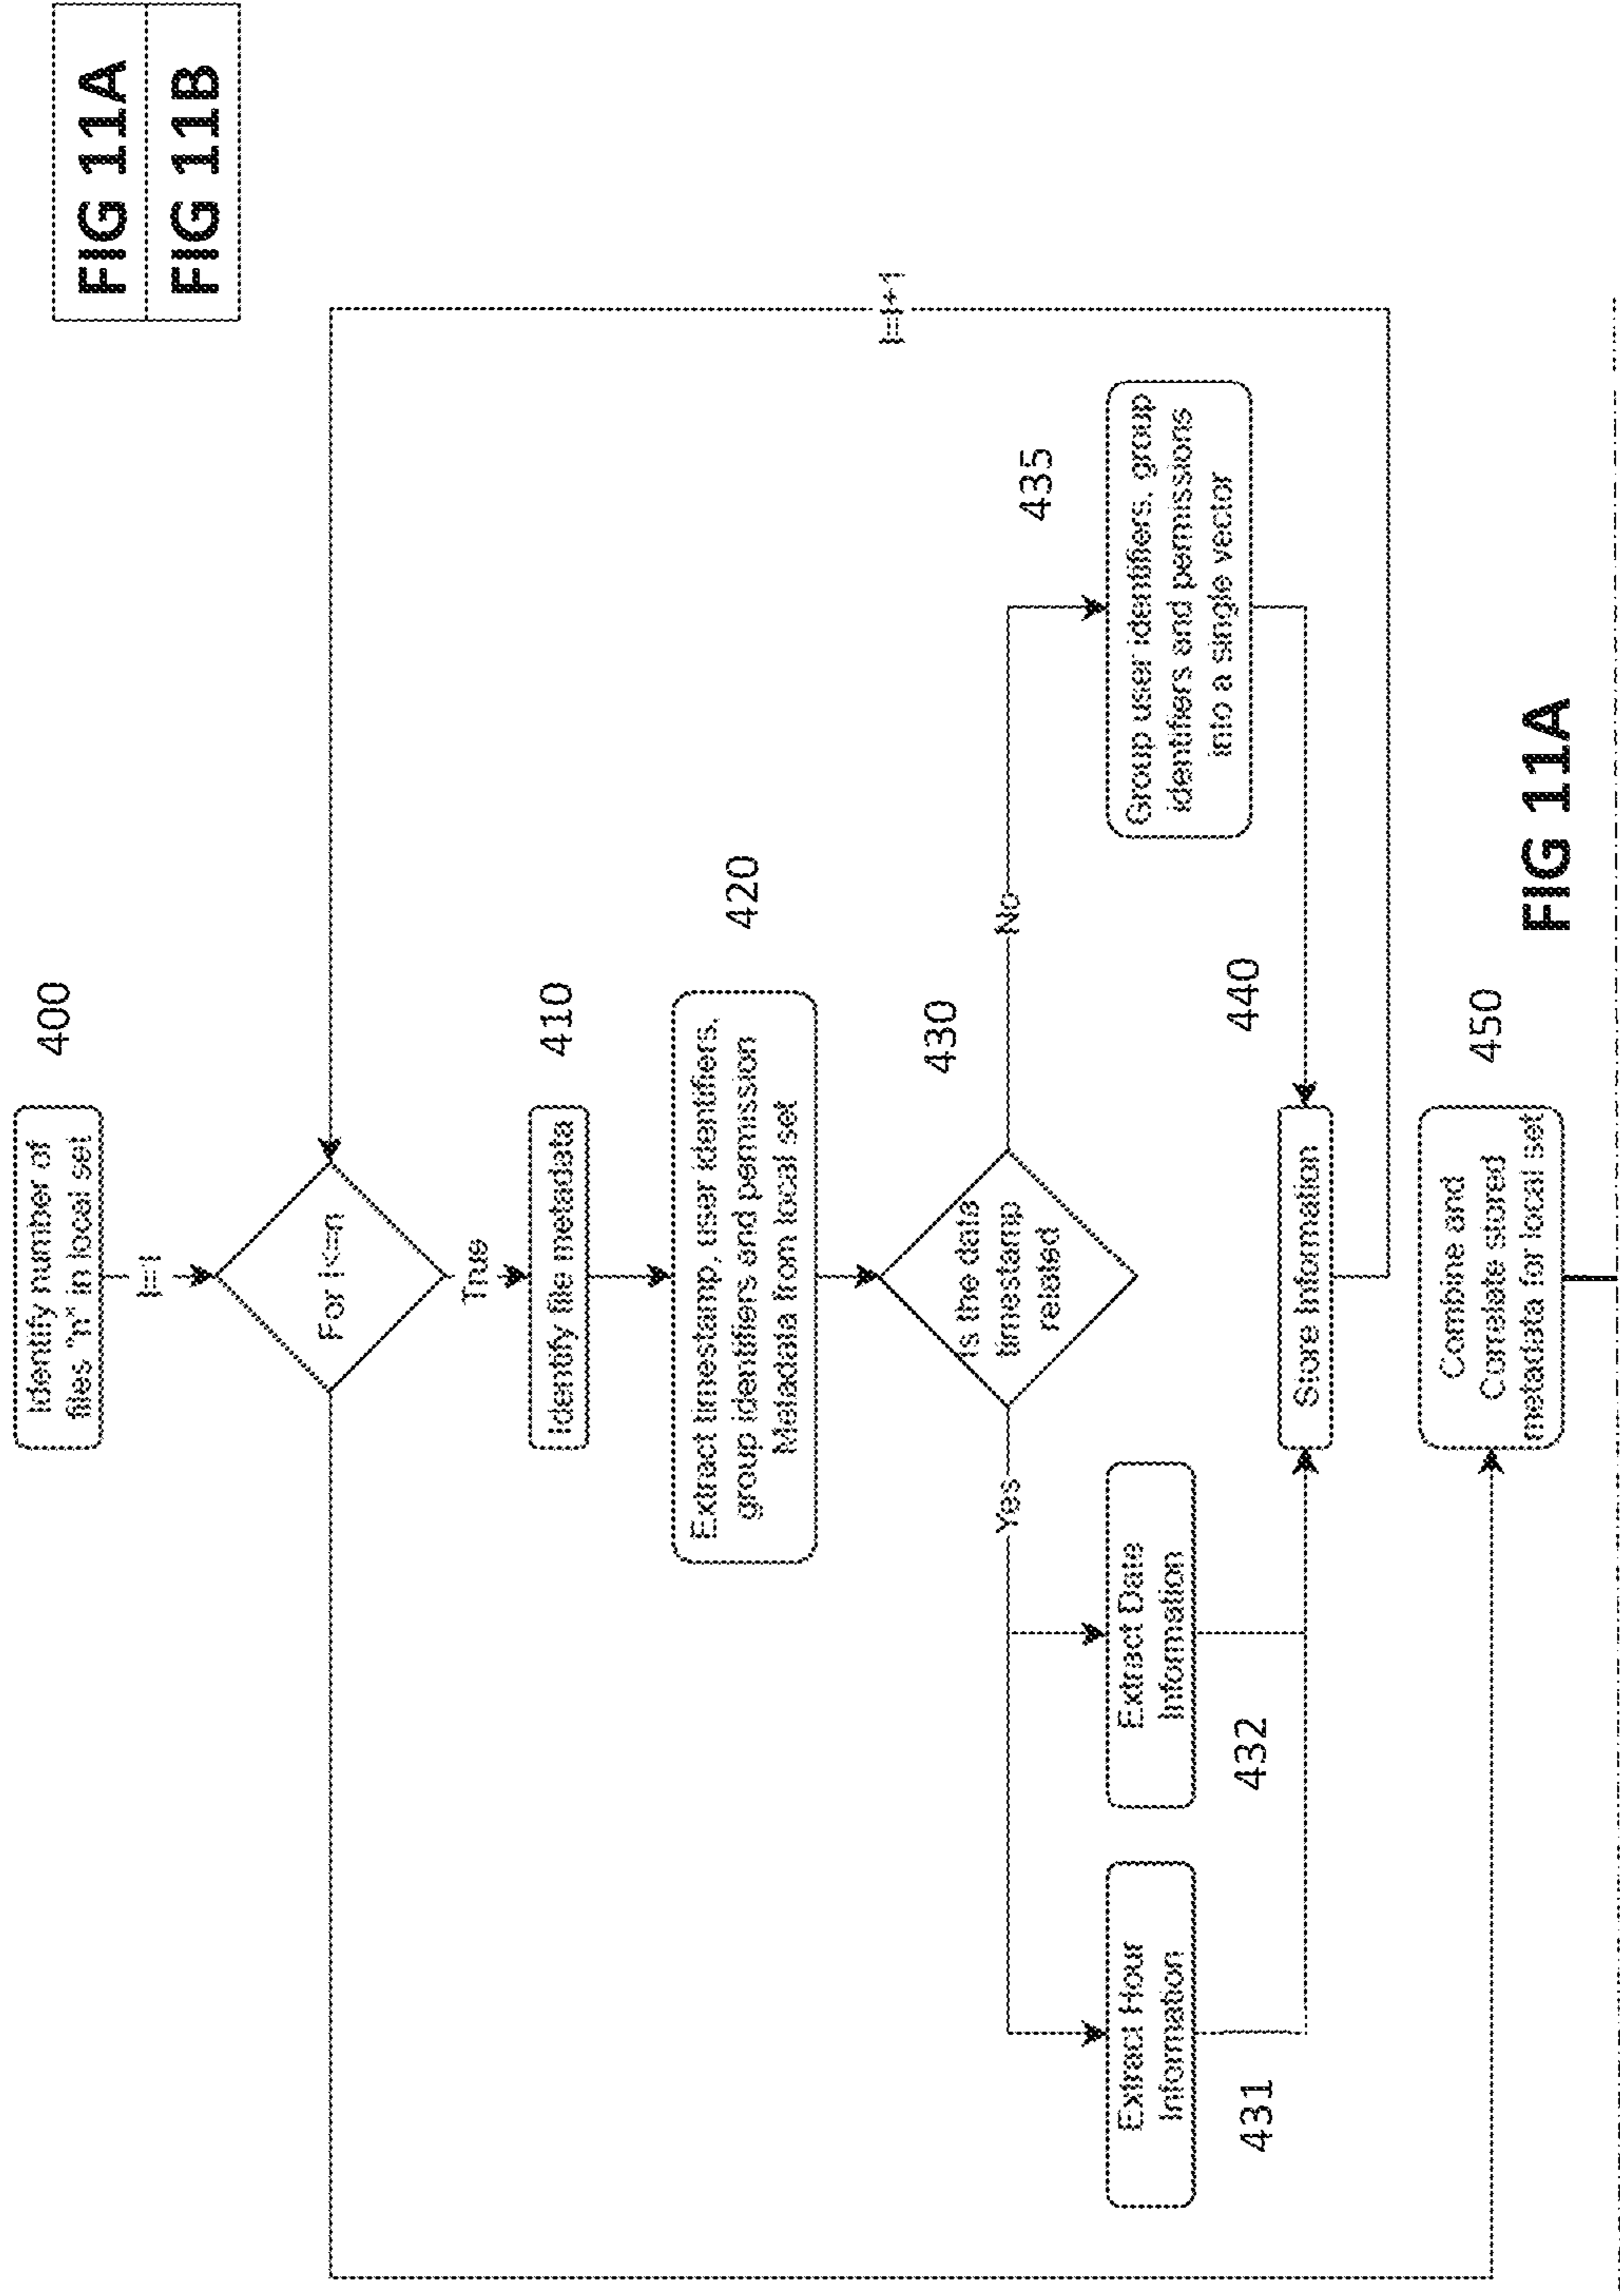 FIG 11A
FIG 11B
400
Identify number of
files "n" in local set
I=1
For I<=n
True
I=I+1
410
Identify file metadata
420
Extract timestamp, user identifiers,
group identifiers and permission
Metadata from local set
430
Is the data
timestamp
related
Yes
No
Extract Hour
Information
431
Extract Date
Information
432
435
Group user identifiers, group
identifiers and permissions
into a single vector
440
Store Information
450
Combine and
Correlate stored
metadata for local set
FIG 11A